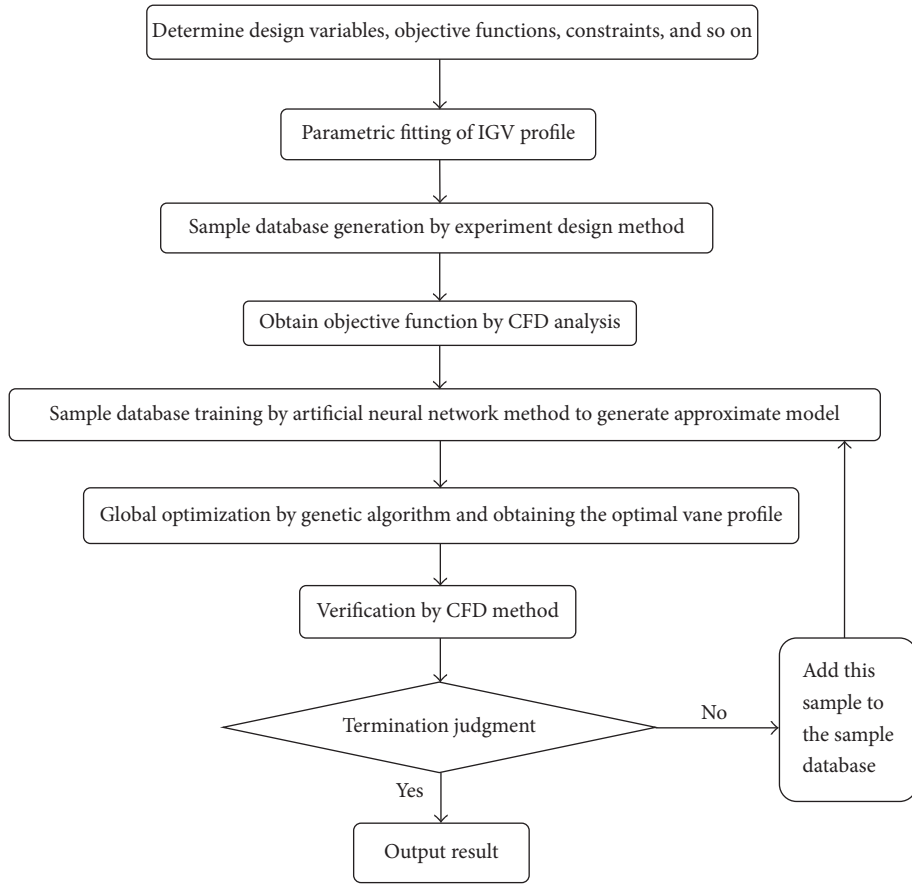 Determine design variables, objective functions, constraints, and so on
Parametric fitting of IGV profile
Sample database generation by experiment design method
Obtain objective function by CFD analysis
Sample database training by artificial neural network method to generate approximate model
Global optimization by genetic algorithm and obtaining the optimal vane profile
Verification by CFD method
Termination judgment
No
Add this
sample to
the sample
database
Yes
Output result